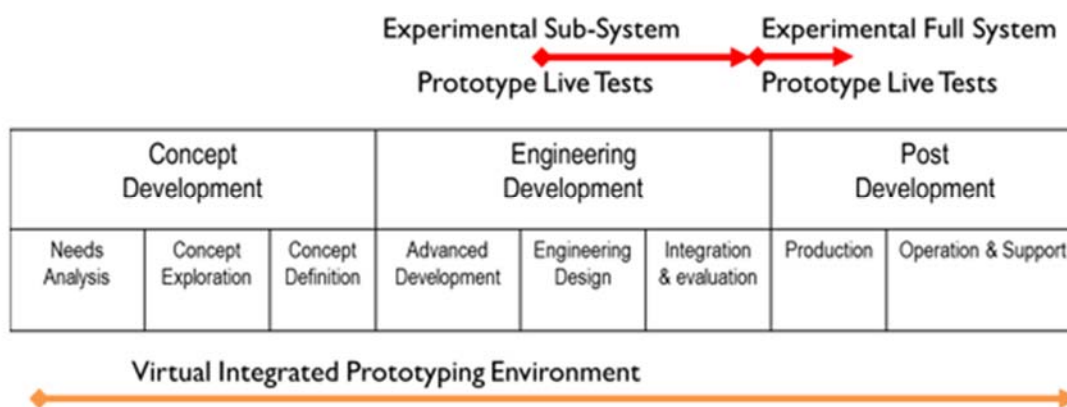 Experimental Sub-System
Prototype Live Tests
Experimental Full System
Prototype Live Tests
Concept
Development
Engineering
Development
Post
Development
Needs
Analysis
Concept
Exploration
Concept
Definition
Advanced
Development
Engineering
Design
Integration
& evaluation
Production
Operation & Support
Virtual Integrated Prototyping Environment